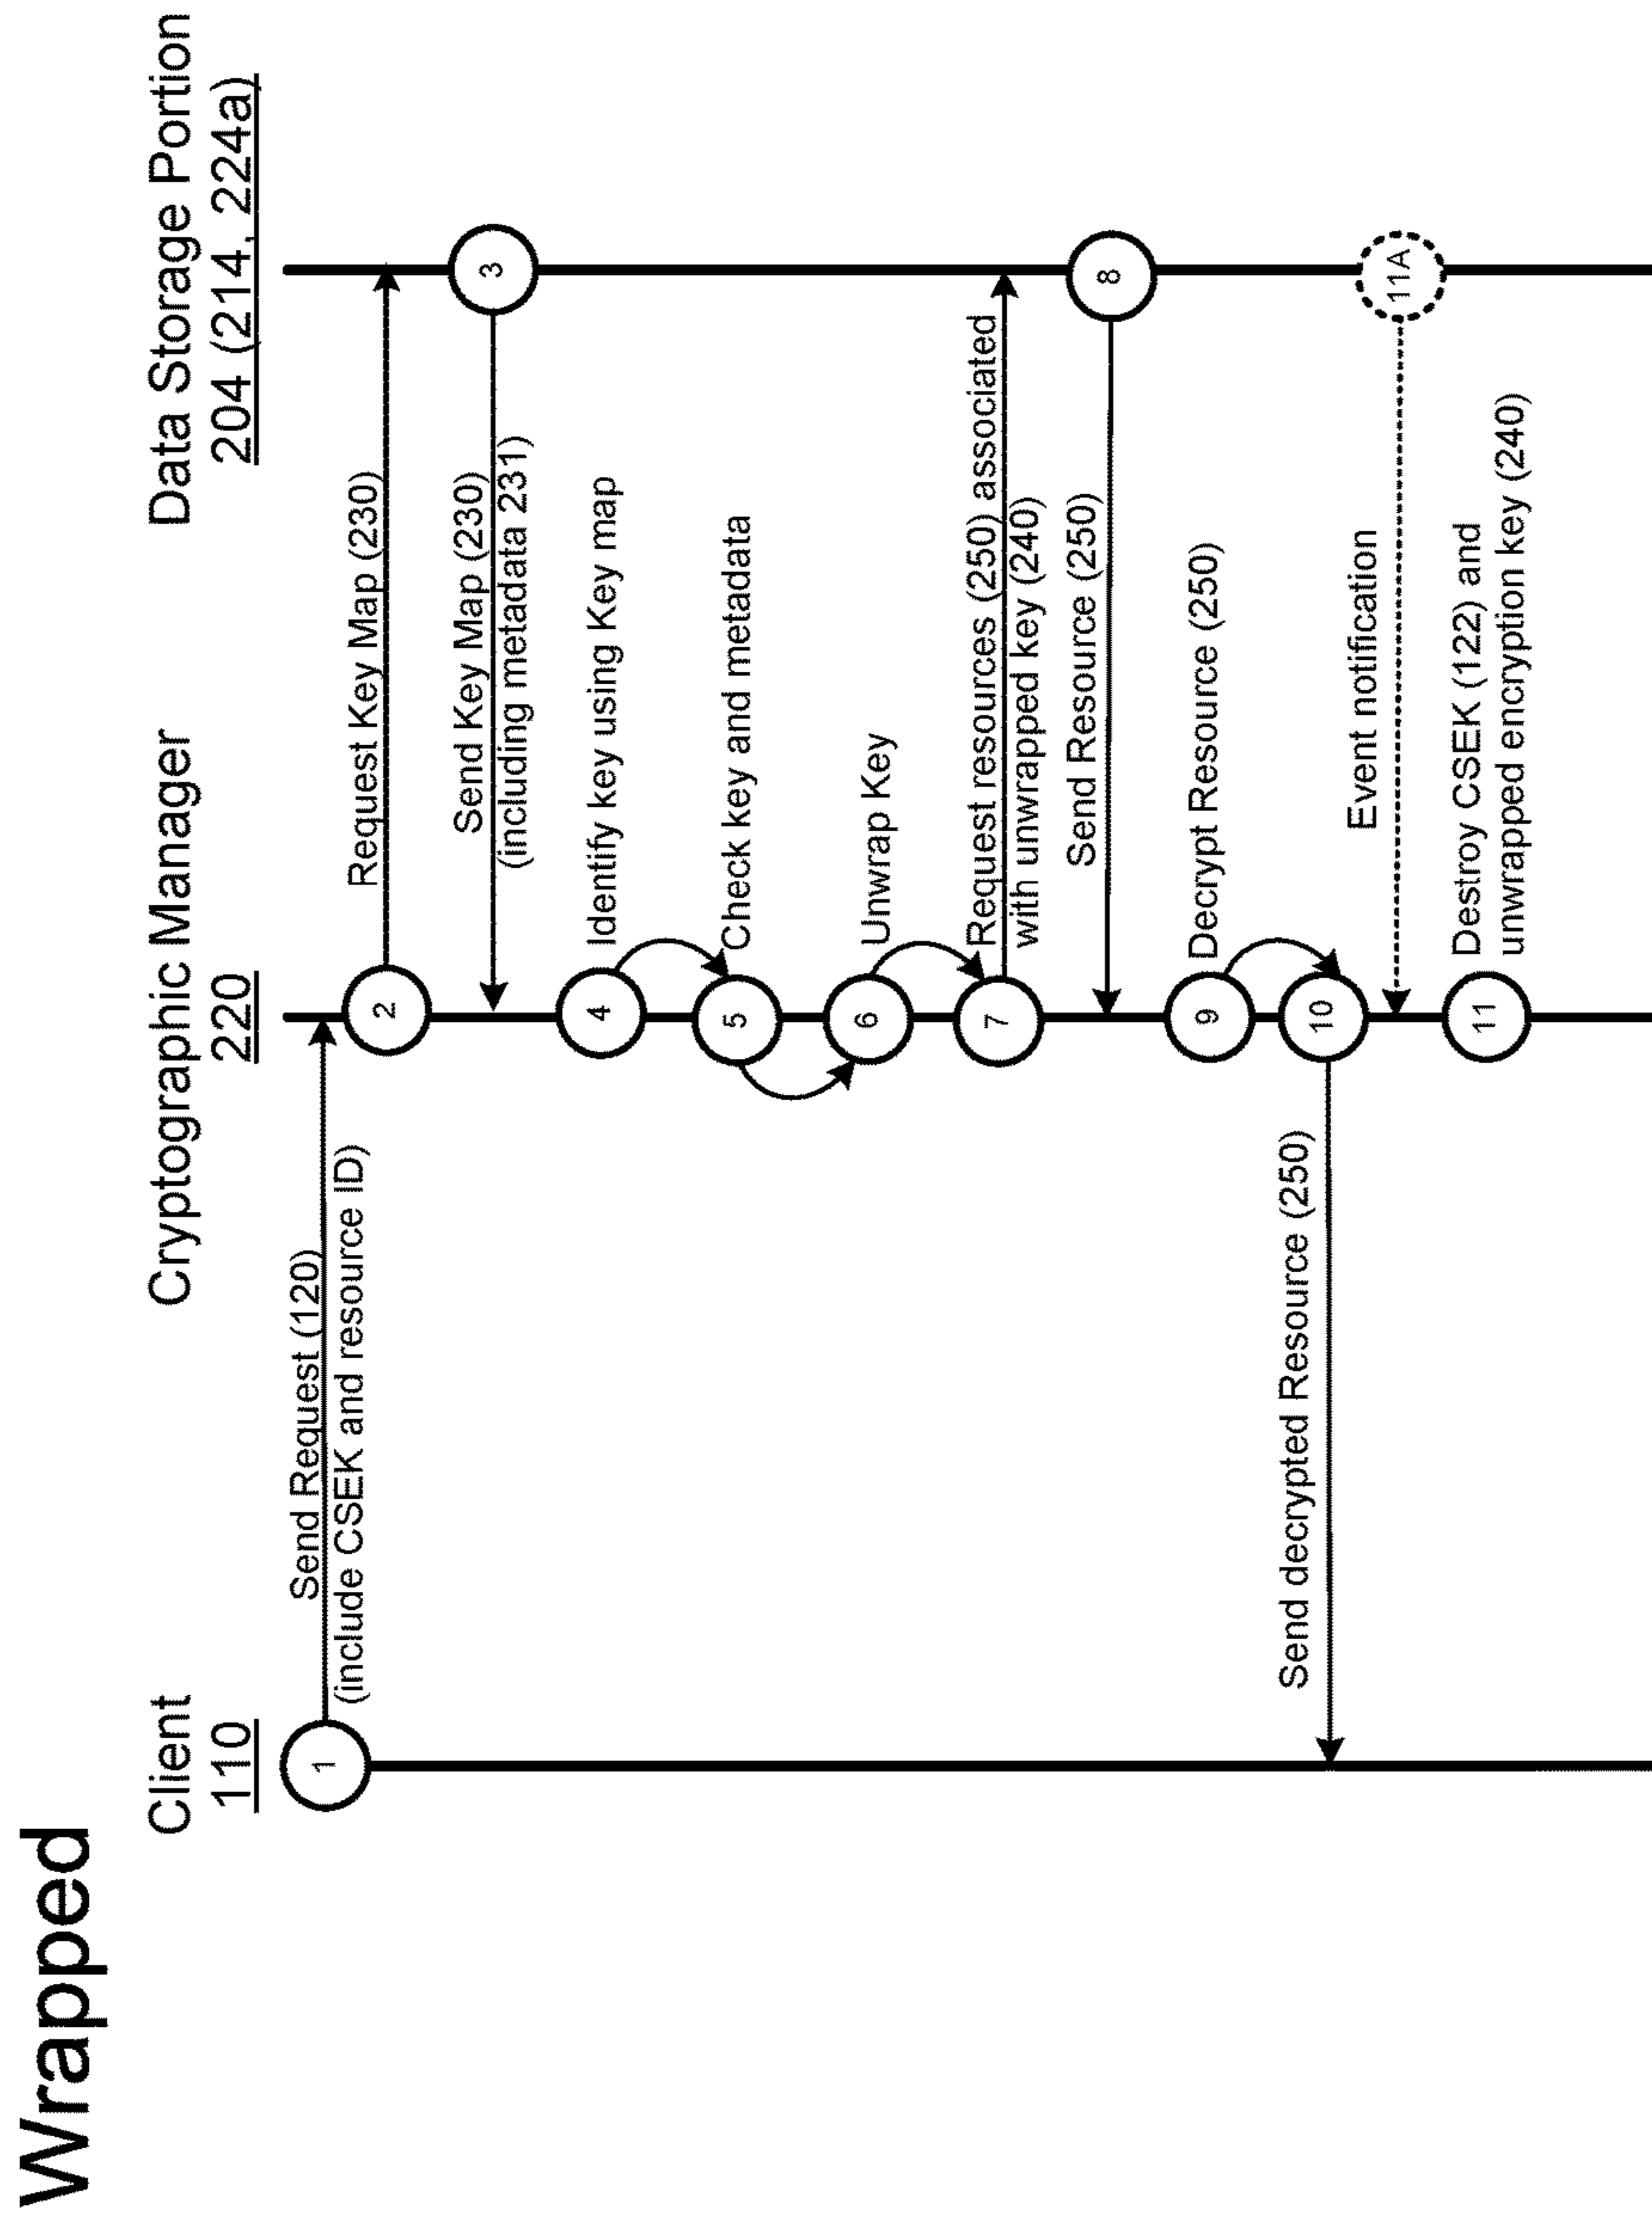 Wrapped
Client
110
Cryptographic Manager
220
Data Storage Portion
204 (214, 224a)
1
Send Request (120)
(include CSEK and resource ID)
2
Request Key Map (230)
3
Send Key Map (230)
(including metadata 231)
4
Identify key using Key map
5
Check key and metadata
6
Unwrap Key
7
Request resources (250) associated
with unwrapped key (240)
8
Send Resource (250)
9
Decrypt Resource (250)
10
Send decrypted Resource (250)
11A
Event notification
11
Destroy CSEK (122) and
unwrapped encryption key (240)